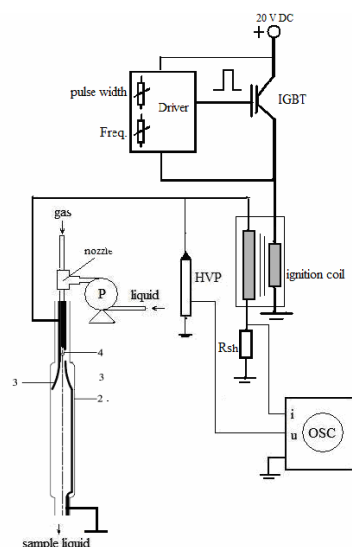 20 V DC
+
pulse width
Freq.
Driver
IGBT
gas
nozzle
P
liquid
HVP
ignition coil
Rsh
4
3
3
2
i
u
OSC
sample liquid